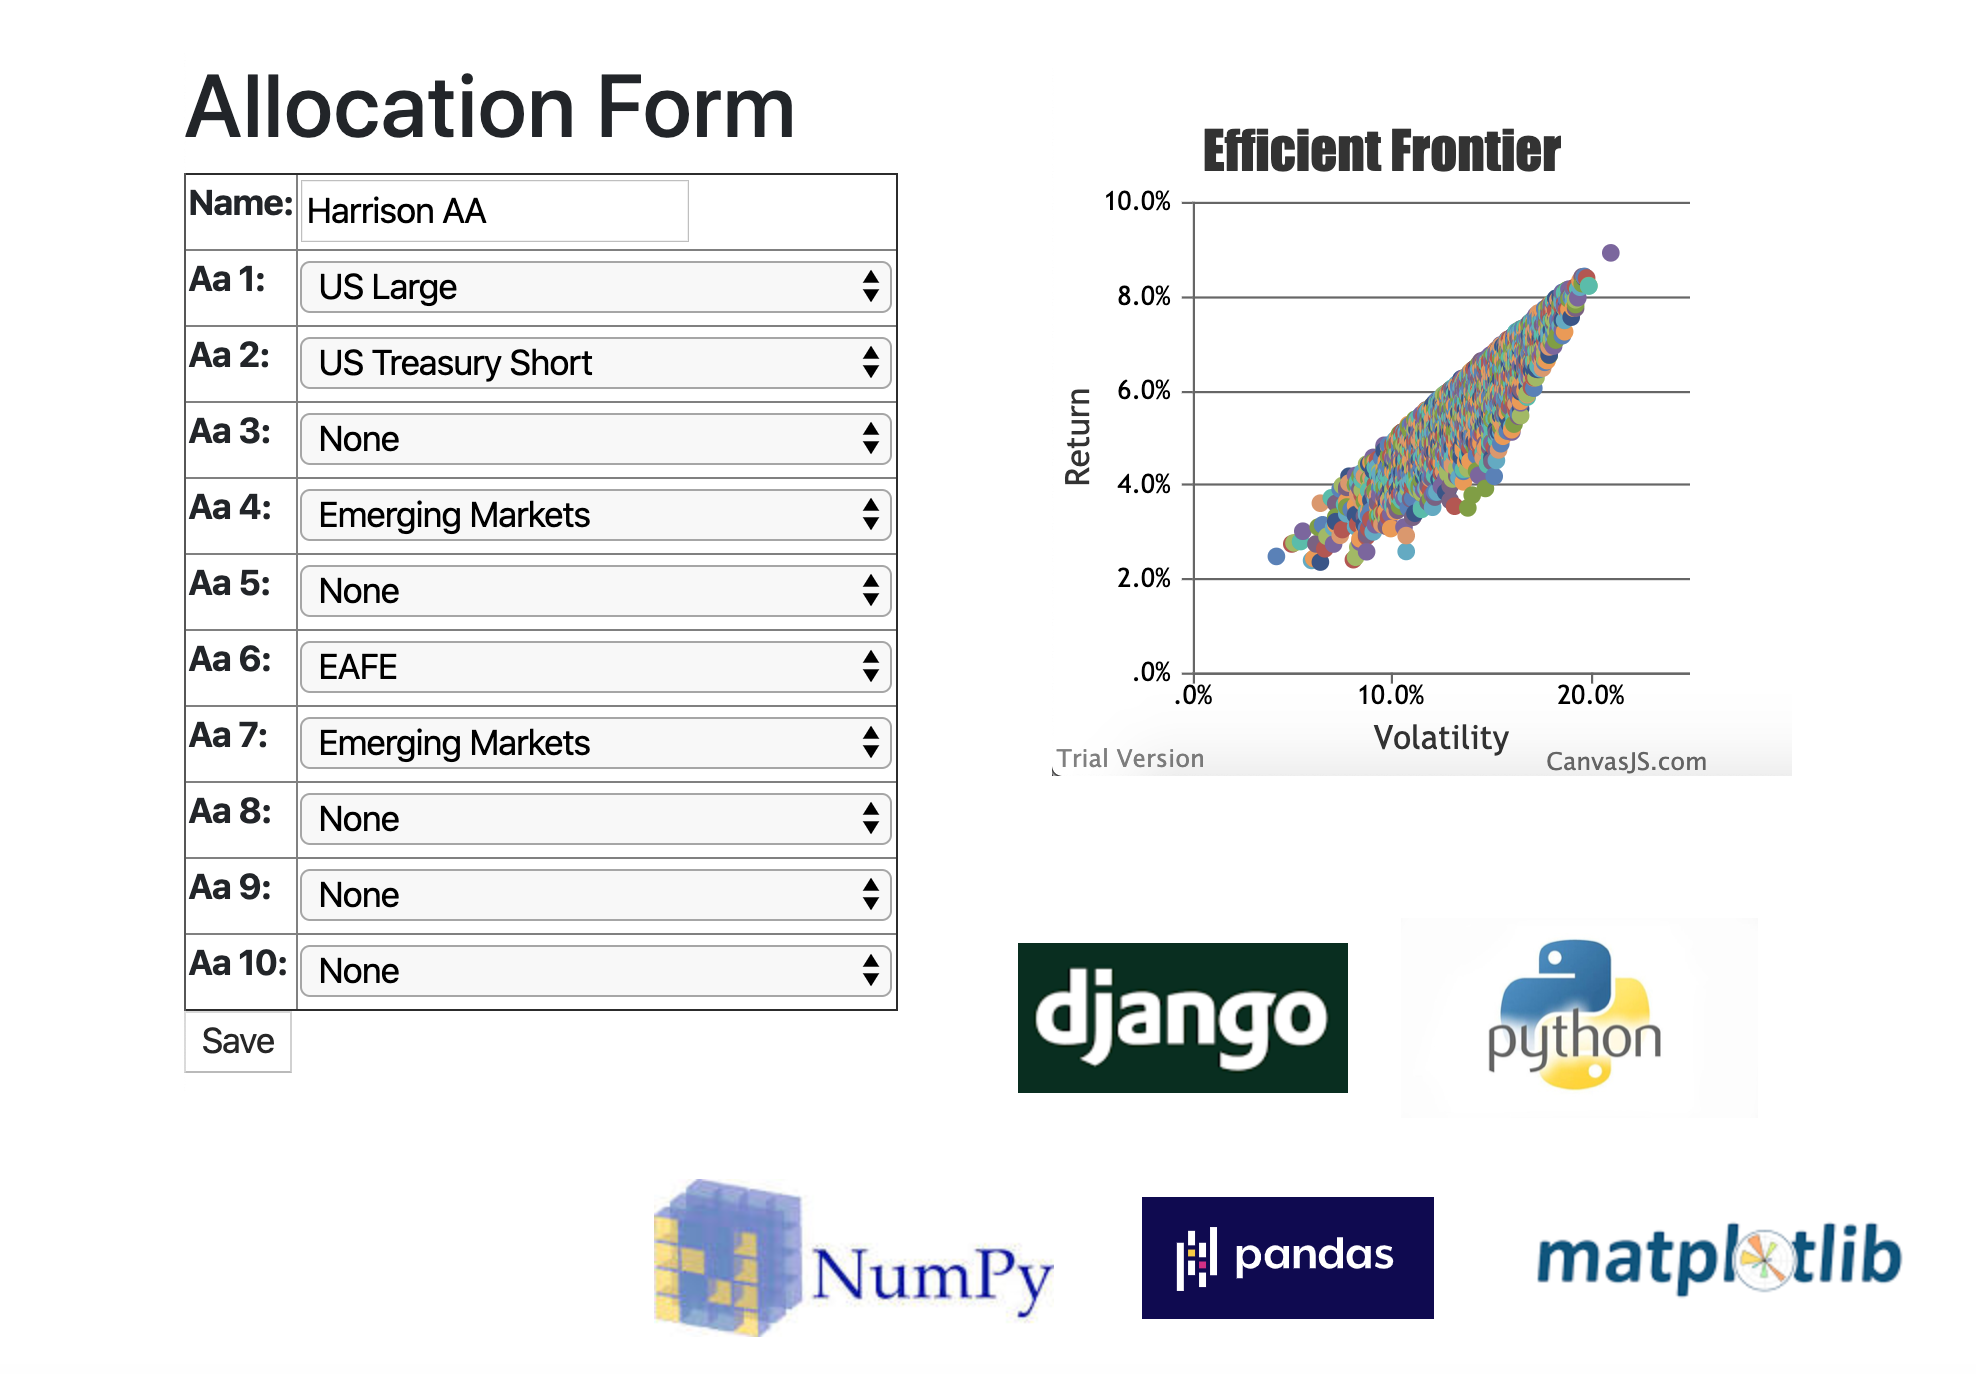 Allocation Form
Name: Harrison AA
Aa 1: US Large
Aa 2: US Treasury Short
Aa 3: None
Aa 4: Emerging Markets
Aa 5: None
Aa 6: EAFE
Aa 7: Emerging Markets
Aa 8: None
Aa 9: None
Aa 10: None
Save
Efficient Frontier
10.0%
8.0%
6.0%
4.0%
2.0%
.0%
Return
.0% 10.0% 20.0%
Volatility
Trial Version
CanvasJS.com
django
python
NumPy
pandas
matplotlib